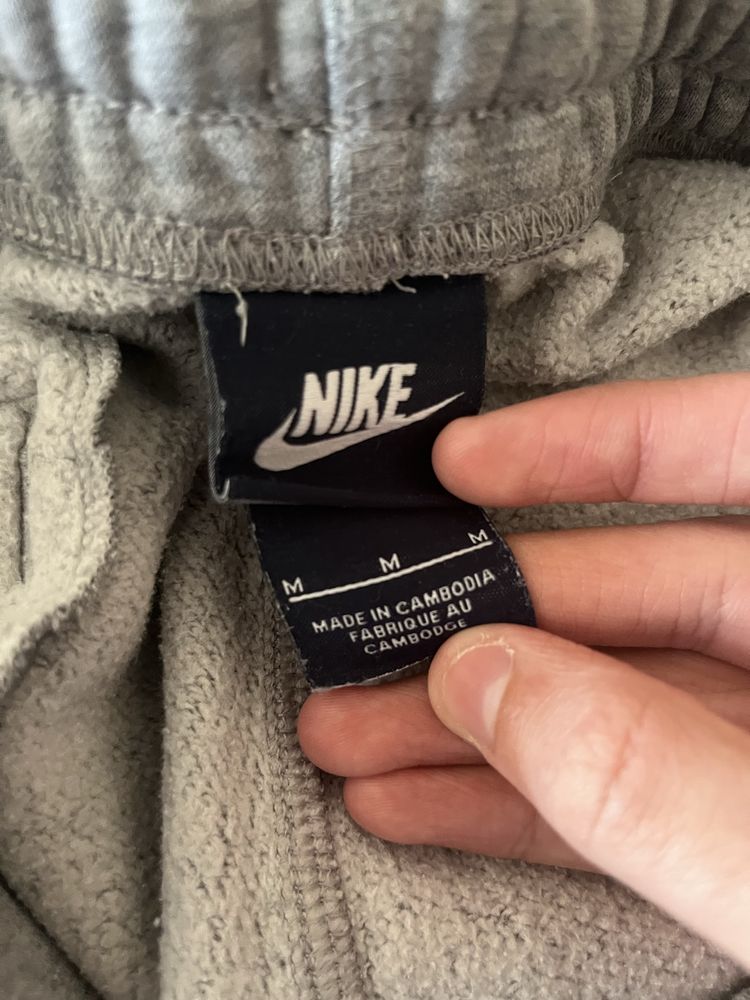 NIKE
M M M
MADE IN CAMBODIA
FABRIQUE AU
CAMBODGE